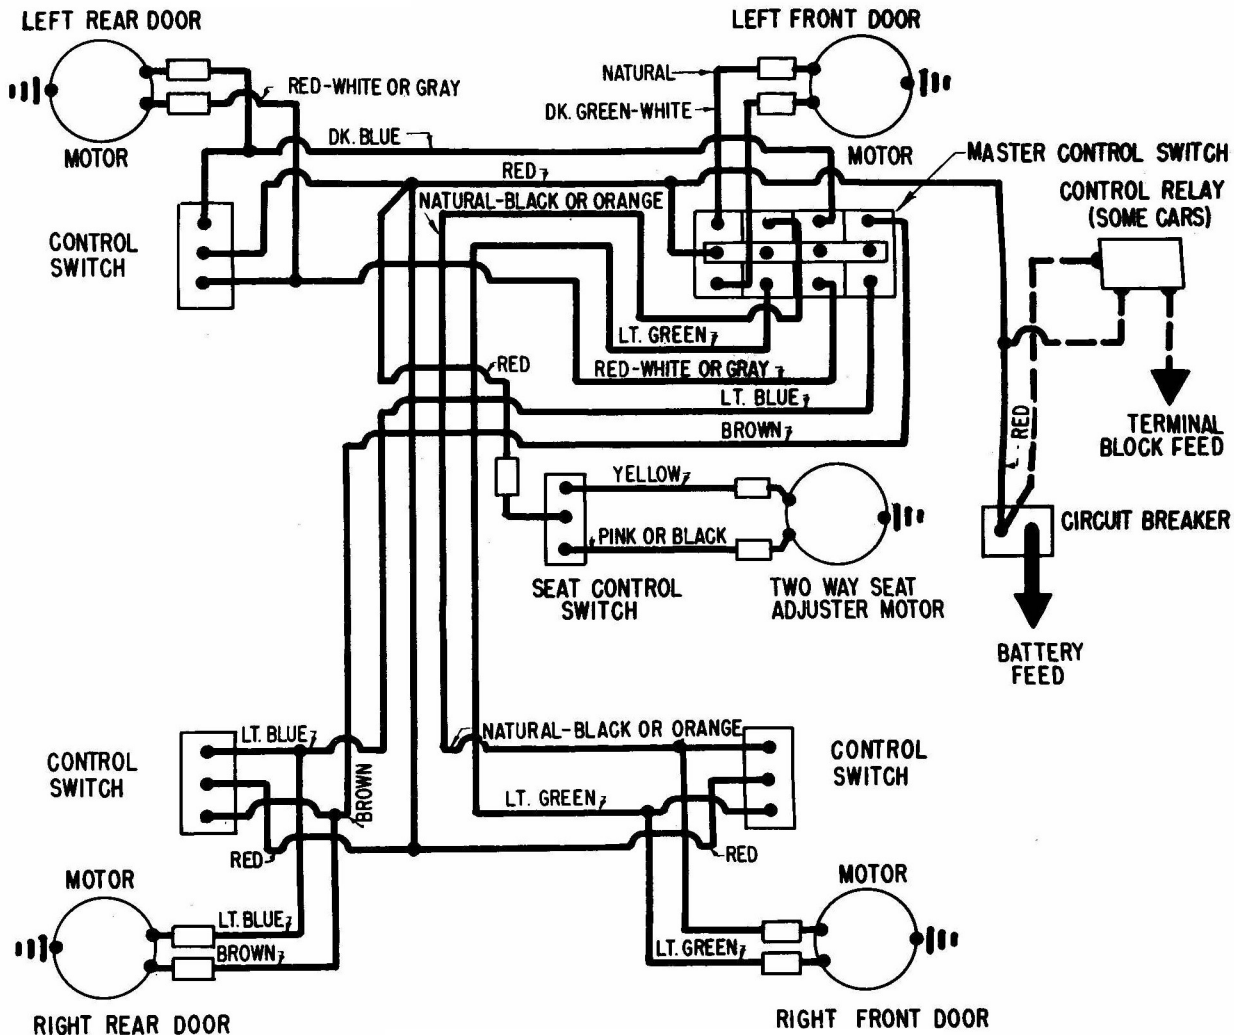 LEFT REAR DOOR
LEFT FRONT DOOR
RED-WHITE OR GRAY
NATURAL
DK. GREEN-WHITE
MOTOR
DK. BLUE
MOTOR
MASTER CONTROL SWITCH
RED
CONTROL RELAY
(SOME CARS)
NATURAL-BLACK OR ORANGE
CONTROL
SWITCH
LT. GREEN
RED
RED-WHITE OR GRAY
LT. BLUE
BROWN
RED
TERMINAL
BLOCK FEED
YELLOW
PINK OR BLACK
CIRCUIT BREAKER
SEAT CONTROL
SWITCH
TWO WAY SEAT
ADJUSTER MOTOR
BATTERY
FEED
LT. BLUE
NATURAL-BLACK OR ORANGE
CONTROL
SWITCH
BROWN
LT. GREEN
CONTROL
SWITCH
RED
RED
MOTOR
MOTOR
LT. BLUE
BROWN
LT. GREEN
RIGHT REAR DOOR
RIGHT FRONT DOOR